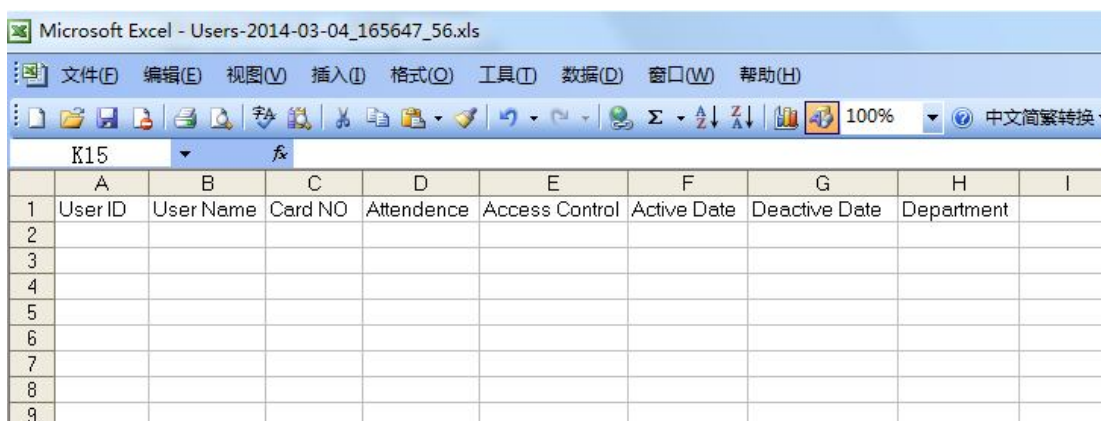 Microsoft Excel - Users-2014-03-04_165647_56.xls
文件(F) 编辑(E) 视图(V) 插入(I) 格式(O) 工具(T) 数据(D) 窗口(W) 帮助(H)
100% 中文简繁转换
K15 fx
A B C D E F G H I
1 User ID User Name Card NO Attendence Access Control Active Date Deactive Date Department
2
3
4
5
6
7
8
9